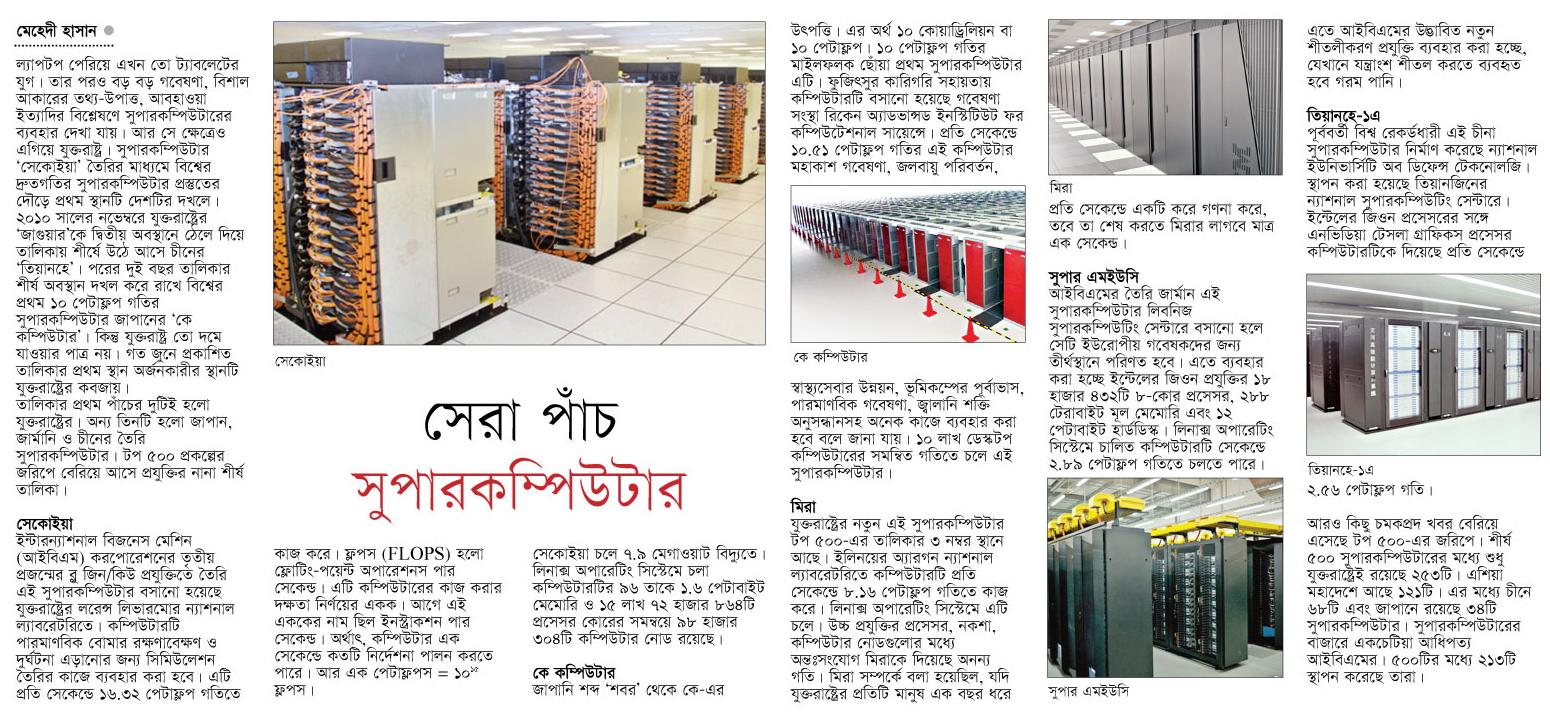 মেহেদী হাসান
ল্যাপটপ পেরিয়ে এখন তো ট্যাবলেটের
যুগ। তার পরও বড় বড় গবেষণা, বিশাল
আকারের তথ্য-উপাত্ত, আবহাওয়া
ইত্যাদির বিশ্লেষণে সুপারকম্পিউটারের
ব্যবহার দেখা যায়। আর সে ক্ষেত্রেও
এগিয়ে যুক্তরাষ্ট্র। সুপারকম্পিউটার
‘সেকোইয়া’ তৈরির মাধ্যমে বিশ্বের
দ্রুতগতির সুপারকম্পিউটার প্রস্তুতের
দৌড়ে প্রথম স্থানটি দেশটির দখলে।
২০১০ সালের নভেম্বরে যুক্তরাষ্ট্রের
‘জাগুয়ার’কে দ্বিতীয় অবস্থানে ঠেলে দিয়ে
তালিকায় শীর্ষে উঠে আসে চীনের
‘তিয়ানহে’। পরের দুই বছর তালিকার
শীর্ষ অবস্থান দখল করে রাখে বিশ্বের
প্রথম ১০ পেটাফ্লপ গতির
সুপারকম্পিউটার জাপানের ‘কে
কম্পিউটার’। কিন্তু যুক্তরাষ্ট্র তো দমে
যাওয়ার পাত্র নয়। গত জুনে প্রকাশিত
তালিকার প্রথম স্থান অর্জনকারীর স্থানটি
যুক্তরাষ্ট্রের কবজায়।
তালিকার প্রথম পাঁচের দুটিই হলো
যুক্তরাষ্ট্রের। অন্য তিনটি হলো জাপান,
জার্মানি ও চীনের তৈরি
সুপারকম্পিউটার। টপ ৫০০ প্রকল্পের
জরিপে বেরিয়ে আসে প্রযুক্তির নানা শীর্ষ
তালিকা।
সেকোইয়া
ইন্টারন্যাশনাল বিজনেস মেশিন
(আইবিএম) করপোরেশনের তৃতীয়
প্রজন্মের ব্লু জিন/কিউ প্রযুক্তিতে তৈরি
এই সুপারকম্পিউটার বসানো হয়েছে
যুক্তরাষ্ট্রের লরেন্স লিভারমোর ন্যাশনাল
ল্যাবরেটরিতে। কম্পিউটারটি
পারমাণবিক বোমার রক্ষণাবেক্ষণ ও
দুর্ঘটনা এড়ানোর জন্য সিমিউলেশন
তৈরির কাজে ব্যবহার করা হবে। এটি
প্রতি সেকেন্ডে ১৬.৩২ পেটাফ্লপ গতিতে
সেকোইয়া
সেরা পাঁচ
সুপারকম্পিউটার
কাজ করে। ফ্লপস (FLOPS) হলো
ফ্লোটিং-পয়েন্ট অপারেশনস পার
সেকেন্ড। এটি কম্পিউটারের কাজ করার
দক্ষতা নির্ণয়ের একক। আগে এই
এককের নাম ছিল ইনস্ট্রাকশন পার
সেকেন্ড। অর্থাৎ, কম্পিউটার এক
সেকেন্ডে কতটি নির্দেশনা পালন করতে
পারে। আর এক পেটাফ্লপস = ১০¹⁵
ফ্লপস।
সেকোইয়া চলে ৭.৯ মেগাওয়াট বিদ্যুতে।
লিনাক্স অপারেটিং সিস্টেমে চলা
কম্পিউটারটির ৯৬ তাকে ১.৬ পেটাবাইট
মেমোরি ও ১৫ লাখ ৭২ হাজার ৮৬৪টি
প্রসেসর কোরের সমন্বয়ে ৯৮ হাজার
৩০৪টি কম্পিউটার নোড রয়েছে।
কে কম্পিউটার
জাপানি শব্দ ‘শবর’ থেকে কে-এর
উৎপত্তি। এর অর্থ ১০ কোয়াড্রিলিয়ন বা
১০ পেটাফ্লপ। ১০ পেটাফ্লপ গতির
মাইলফলক ছোঁয়া প্রথম সুপারকম্পিউটার
এটি। ফুজিৎসুর কারিগরি সহায়তায়
কম্পিউটারটি বসানো হয়েছে গবেষণা
সংস্থা রিকেন অ্যাডভান্সড ইনস্টিটিউট ফর
কম্পিউটেশনাল সায়েন্সে। প্রতি সেকেন্ডে
১০.৫১ পেটাফ্লপ গতির এই কম্পিউটার
মহাকাশ গবেষণা, জলবায়ু পরিবর্তন,
কে কম্পিউটার
স্বাস্থ্যসেবার উন্নয়ন, ভূমিকম্পের পূর্বাভাস,
পারমাণবিক গবেষণা, জ্বালানি শক্তি
অনুসন্ধানসহ অনেক কাজে ব্যবহার করা
হবে বলে জানা যায়। ১০ লাখ ডেস্কটপ
কম্পিউটারের সমন্বিত গতিতে চলে এই
সুপারকম্পিউটার।
মিরা
যুক্তরাষ্ট্রের নতুন এই সুপারকম্পিউটার
টপ ৫০০-এর তালিকার ৩ নম্বর স্থানে
আছে। ইলিনয়ের অ্যারগন ন্যাশনাল
ল্যাবরেটরিতে কম্পিউটারটি প্রতি
সেকেন্ডে ৮.১৬ পেটাফ্লপ গতিতে কাজ
করে। লিনাক্স অপারেটিং সিস্টেমে এটি
চলে। উচ্চ প্রযুক্তির প্রসেসর, নকশা,
কম্পিউটার নোডগুলোর মধ্যে
অন্তঃসংযোগ মিরাকে দিয়েছে অনন্য
গতি। মিরা সম্পর্কে বলা হয়েছিল, যদি
যুক্তরাষ্ট্রের প্রতিটি মানুষ এক বছর ধরে
IBM
মিরা
প্রতি সেকেন্ডে একটি করে গণনা করে,
তবে তা শেষ করতে মিরার লাগবে মাত্র
এক সেকেন্ড।
সুপার এমইউসি
আইবিএমের তৈরি জার্মান এই
সুপারকম্পিউটার লিবনিজ
সুপারকম্পিউটিং সেন্টারে বসানো হলে
সেটি ইউরোপীয় গবেষকদের জন্য
তীর্থস্থানে পরিণত হবে। এতে ব্যবহার
করা হচ্ছে ইন্টেলের জিওন প্রযুক্তির ১৮
হাজার ৪৩২টি ৮-কোর প্রসেসর, ২৮৮
টেরাবাইট মূল মেমোরি এবং ১২
পেটাবাইট হার্ডডিস্ক। লিনাক্স অপারেটিং
সিস্টেমে চালিত কম্পিউটারটি সেকেন্ডে
২.৮৯ পেটাফ্লপ গতিতে চলতে পারে।
সুপার এমইউসি
এতে আইবিএমের উদ্ভাবিত নতুন
শীতলীকরণ প্রযুক্তি ব্যবহার করা হচ্ছে,
যেখানে যন্ত্রাংশ শীতল করতে ব্যবহৃত
হবে গরম পানি।
তিয়ানহে-১এ
পূর্ববর্তী বিশ্ব রেকর্ডধারী এই চীনা
সুপারকম্পিউটার নির্মাণ করেছে ন্যাশনাল
ইউনিভার্সিটি অব ডিফেন্স টেকনোলজি।
স্থাপন করা হয়েছে তিয়ানজিনের
ন্যাশনাল সুপারকম্পিউটিং সেন্টারে।
ইন্টেলের জিওন প্রসেসরের সঙ্গে
এনভিডিয়া টেসলা গ্রাফিকস প্রসেসর
কম্পিউটারটিকে দিয়েছে প্রতি সেকেন্ডে
তিয়ানহে-১এ
২.৫৬ পেটাফ্লপ গতি।
আরও কিছু চমকপ্রদ খবর বেরিয়ে
এসেছে টপ ৫০০-এর জরিপে। শীর্ষ
৫০০ সুপারকম্পিউটারের মধ্যে শুধু
যুক্তরাষ্ট্রেই রয়েছে ২৫৩টি। এশিয়া
মহাদেশে আছে ১২১টি। এর মধ্যে চীনে
৬৮টি এবং জাপানে রয়েছে ৩৪টি
সুপারকম্পিউটার। সুপারকম্পিউটারের
বাজারে একচেটিয়া আধিপত্য
আইবিএমের। ৫০০টির মধ্যে ২১৩টি
স্থাপন করেছে তারা।